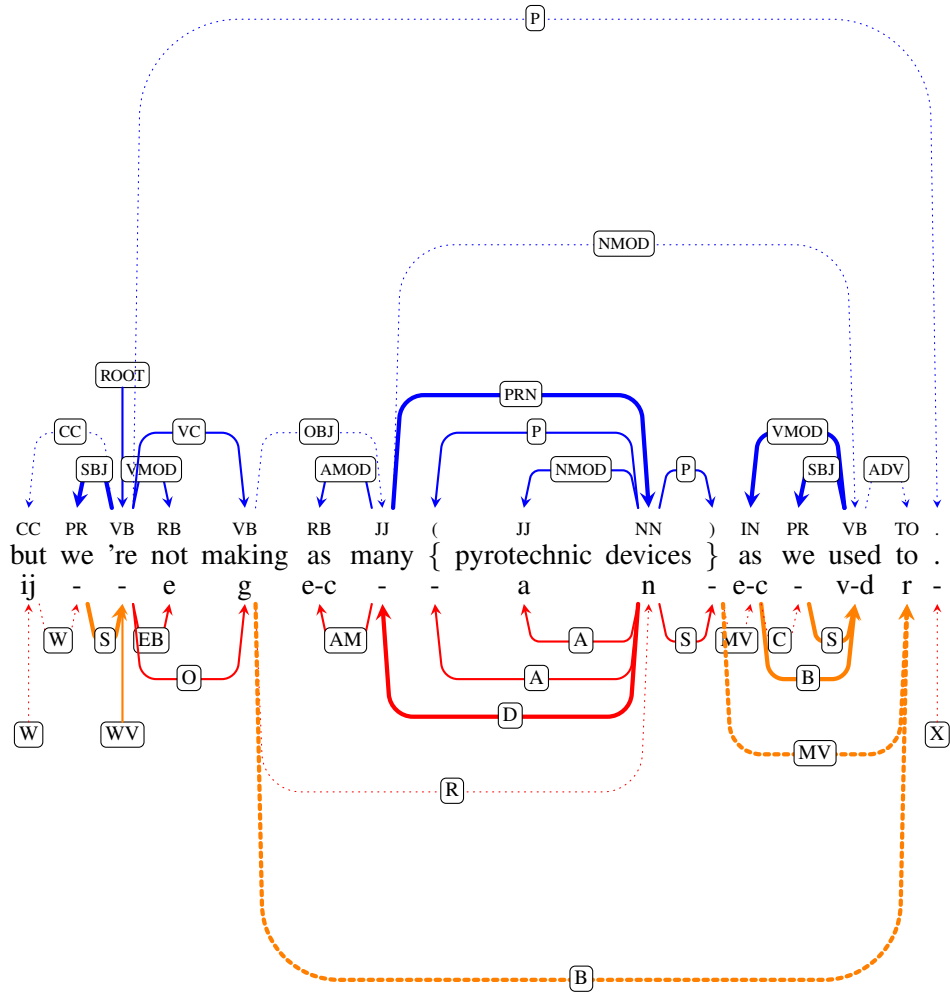 P
NMOD
ROOT
PRN
CC VC OBJ P VMOD
SBJ VMOD AMOD NMOD P SBJ ADV
CC PR VB RB VB RB JJ ( JJ NN ) IN PR VB TO .
but we 're not making as many { pyrotechnic devices } as we used to .
ij - - e g e-c - - a n - e-c - v-d r -
W S EB AM A S MV C S
O A B
D
W WV MV X
R
B